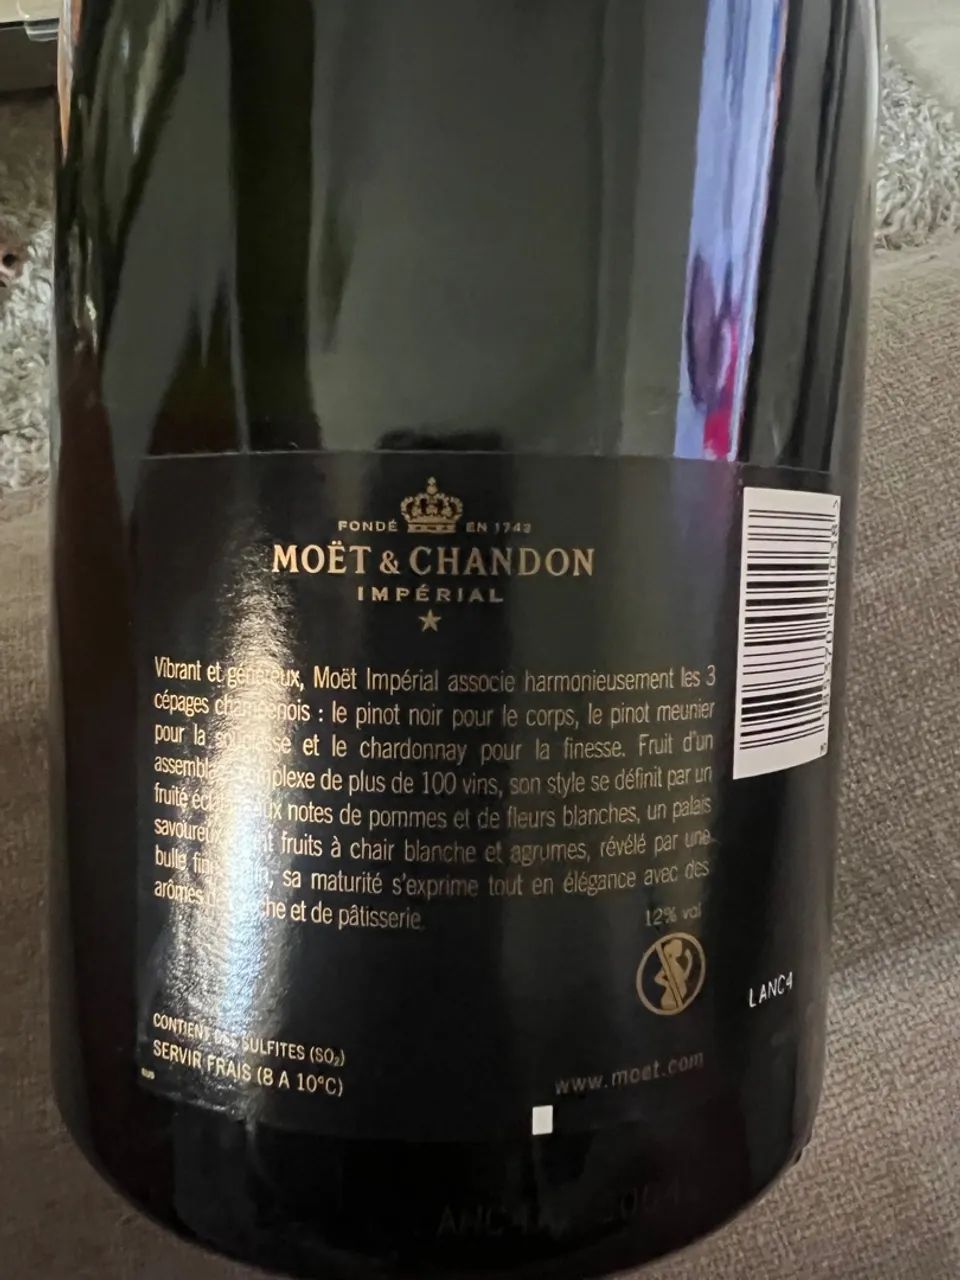 FONDÉ EN 1743
MOËT & CHANDON
IMPÉRIAL
Vibrant et généreux, Moët Impérial associe harmonieusement les 3
cépages champenois : le pinot noir pour le corps, le pinot meunier
pour la souplesse et le chardonnay pour la finesse. Fruit d'un
assemblage complexe de plus de 100 vins, son style se définit par un
fruité aux notes de pommes et de fleurs blanches, un palais
savoureux fruits à chair blanche et agrumes, révélé par une
bulle sa maturité s'exprime tout en élégance avec des
arômes et de pâtisserie.
12% vol
LANC4
CONTIENT DES SULFITES (SO₂)
SERVIR FRAIS (8 A 10°C)
www.moet.com